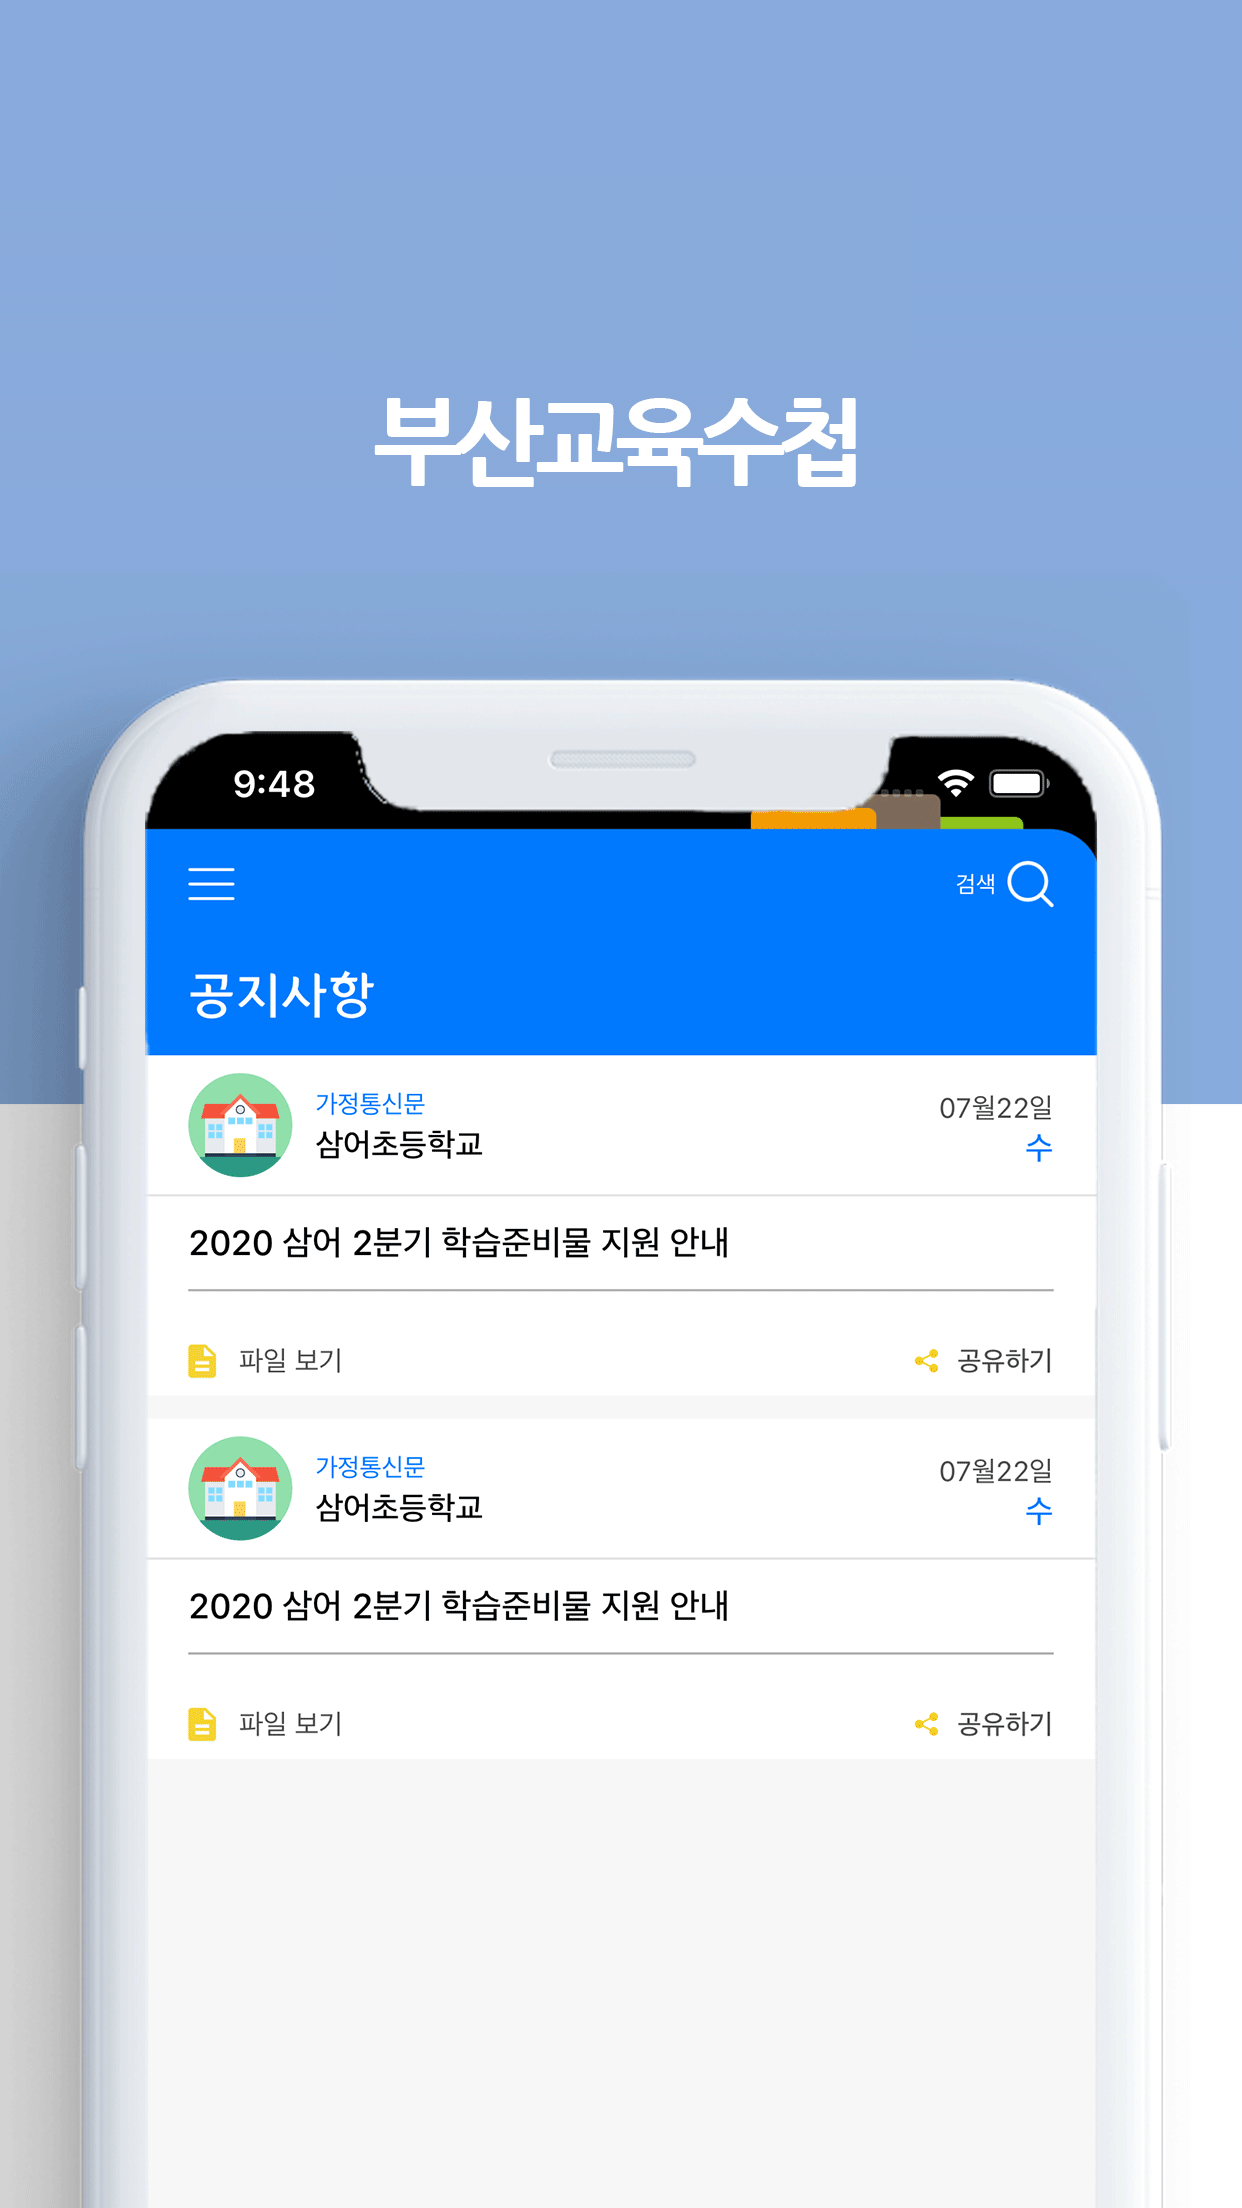 부산교육수첩
9:48
검색
공지사항
가정통신문
삼어초등학교
07월22일
수
2020 삼어 2분기 학습준비물 지원 안내
파일 보기
공유하기
가정통신문
삼어초등학교
07월22일
수
2020 삼어 2분기 학습준비물 지원 안내
파일 보기
공유하기